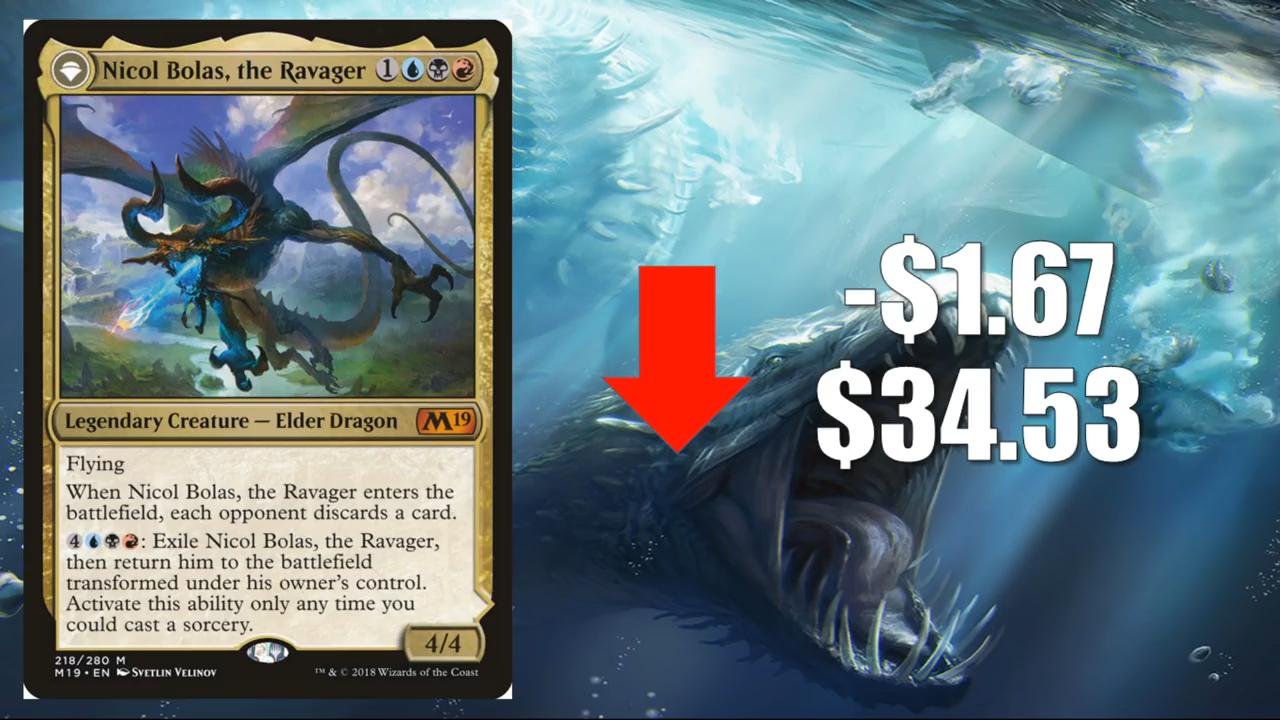 Nicol Bolas, the Ravager 1
Legendary Creature — Elder Dragon M19
Flying
When Nicol Bolas, the Ravager enters the
battlefield, each opponent discards a card.
4: Exile Nicol Bolas, the Ravager,
then return him to the battlefield
transformed under his owner's control.
Activate this ability only any time you
could cast a sorcery.
4/4
218/280 M
M19 • EN Svetlin Velinov
™ & © 2018 Wizards of the Coast
-$1.67
$34.53